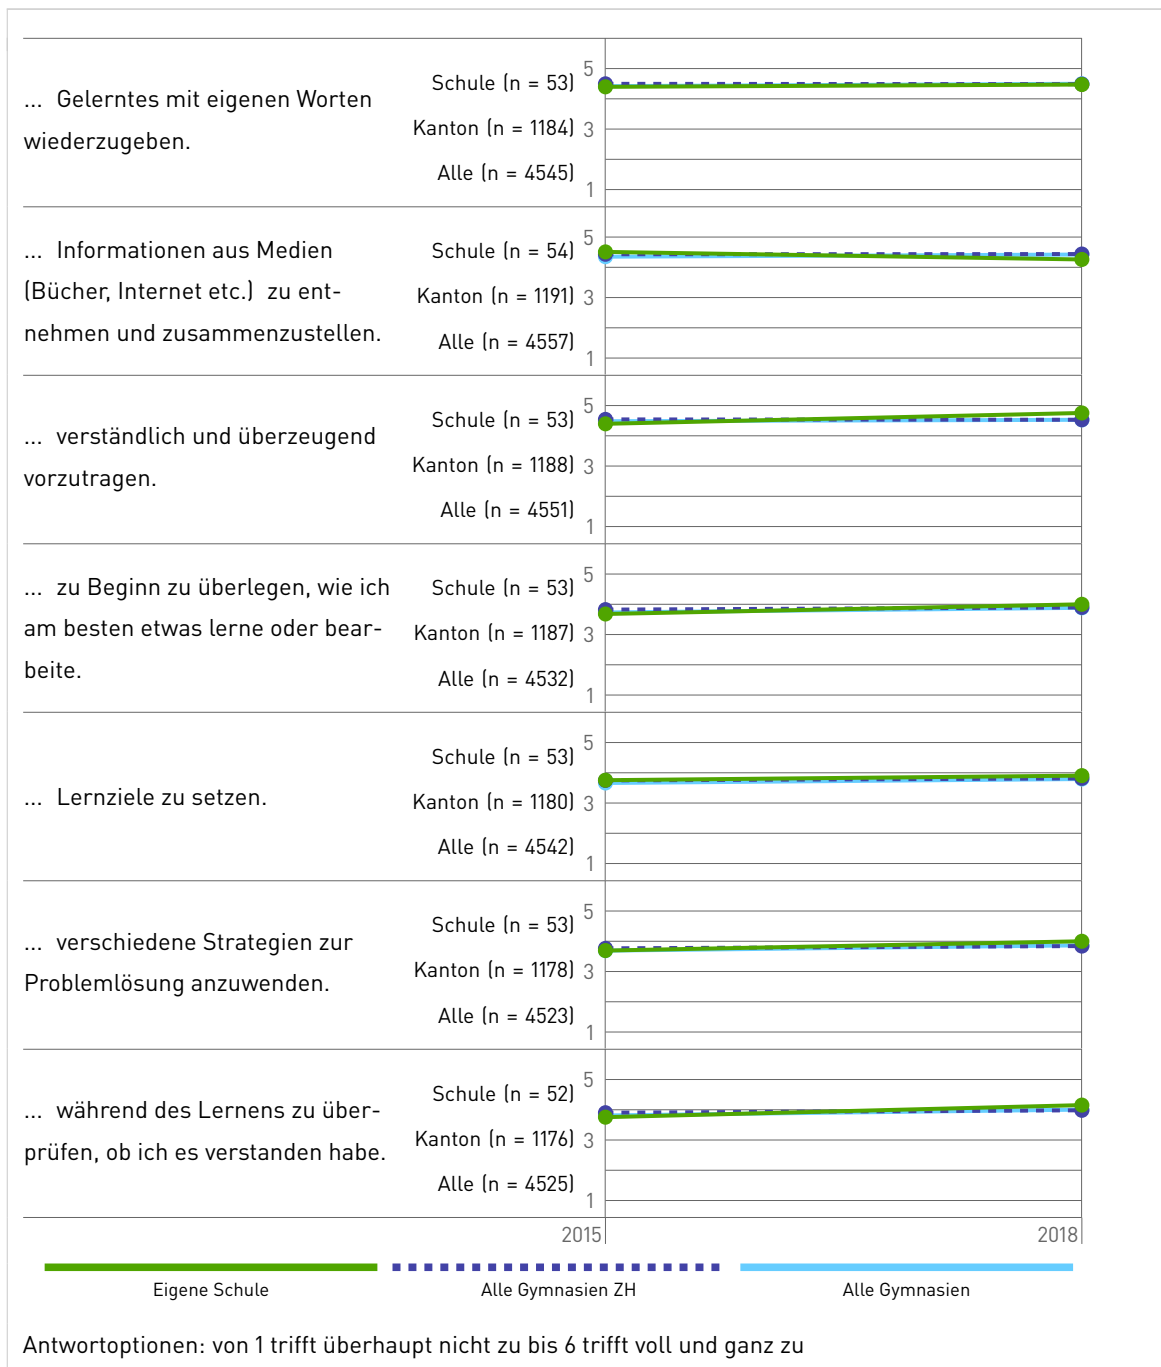 ... Gelerntes mit eigenen Worten
wiederzugeben.
Schule (n = 53)
Kanton (n = 1184)
Alle (n = 4545)
5
3
1
... Informationen aus Medien
(Bücher, Internet etc.) zu ent-
nehmen und zusammenzustellen.
Schule (n = 54)
Kanton (n = 1191)
Alle (n = 4557)
5
3
1
... verständlich und überzeugend
vorzutragen.
Schule (n = 53)
Kanton (n = 1188)
Alle (n = 4551)
5
3
1
... zu Beginn zu überlegen, wie ich
am besten etwas lerne oder bear-
beite.
Schule (n = 53)
Kanton (n = 1187)
Alle (n = 4532)
5
3
1
... Lernziele zu setzen.
Schule (n = 53)
Kanton (n = 1180)
Alle (n = 4542)
5
3
1
... verschiedene Strategien zur
Problemlösung anzuwenden.
Schule (n = 53)
Kanton (n = 1178)
Alle (n = 4523)
5
3
1
... während des Lernens zu über-
prüfen, ob ich es verstanden habe.
Schule (n = 52)
Kanton (n = 1176)
Alle (n = 4525)
5
3
1
2015
2018
Eigene Schule
Alle Gymnasien ZH
Alle Gymnasien
Antwortoptionen: von 1 trifft überhaupt nicht zu bis 6 trifft voll und ganz zu